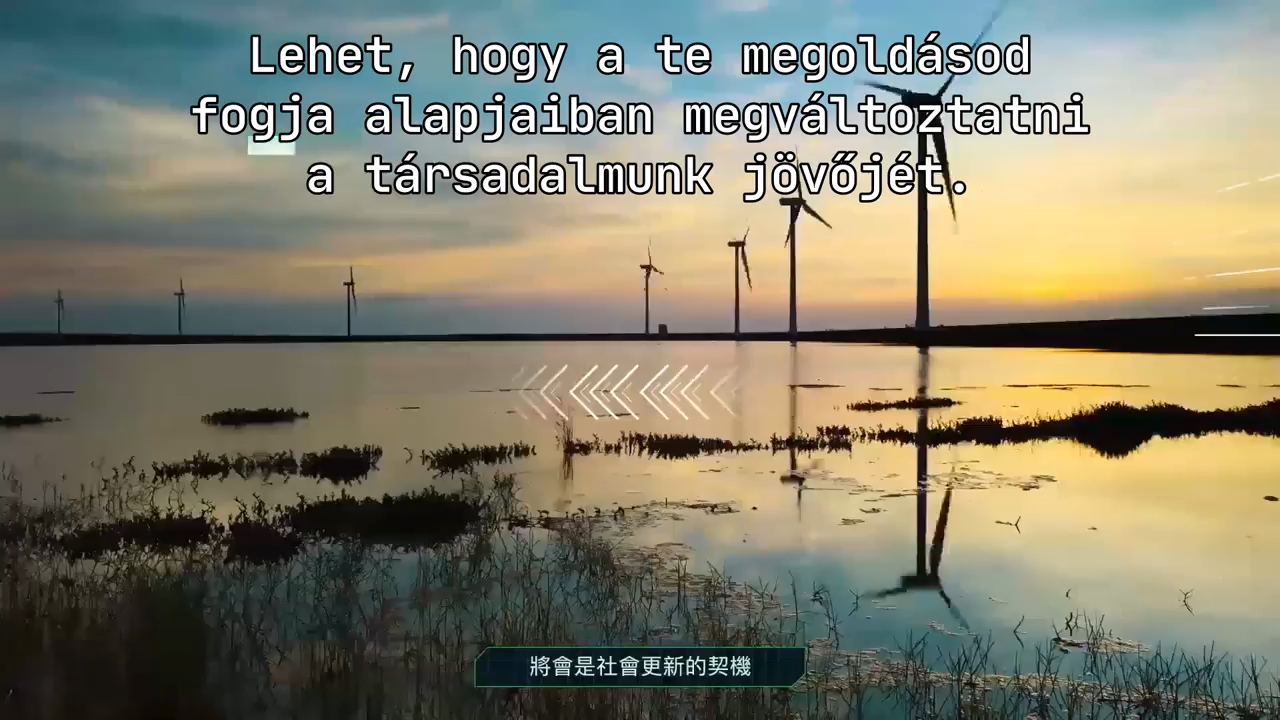 Lehet, hogy a te megoldásod
fogja alapjaiban megváltoztatni
a társadalmunk jövőjét.
將會是社會更新的契機